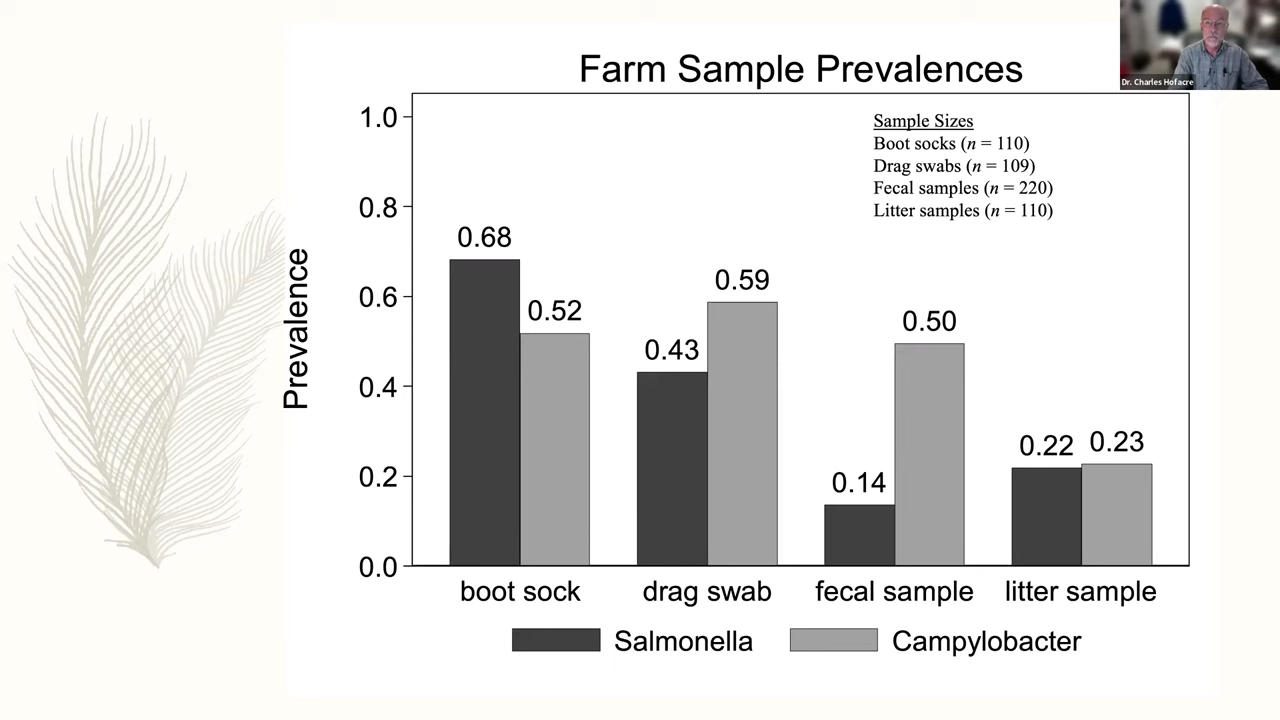 Farm Sample Prevalences
Dr. Charles Hofacre
Sample Sizes
Boot socks (n = 110)
Drag swabs (n = 109)
Fecal samples (n = 220)
Litter samples (n = 110)
Prevalence
1.0
0.8
0.6
0.4
0.2
0.0
0.68
0.52
0.43
0.59
0.14
0.50
0.22
0.23
boot sock
drag swab
fecal sample
litter sample
Salmonella
Campylobacter